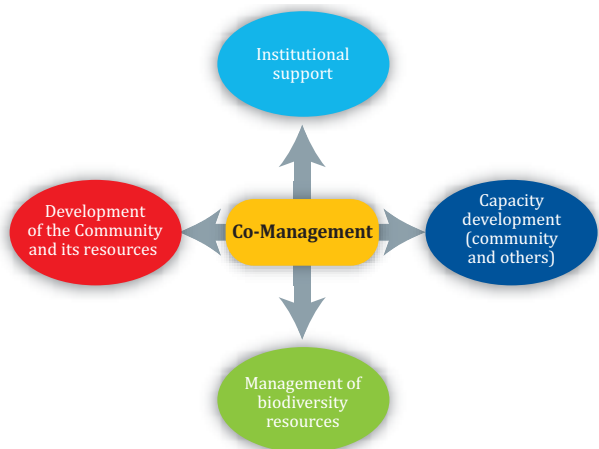 Institutional
support
Development
of the Community
and its resources
Co-Management
Capacity
development
(community
and others)
Management of
biodiversity
resources